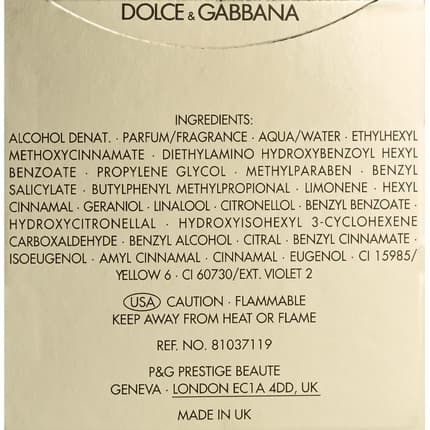 DOLCE & GABBANA
INGREDIENTS:
ALCOHOL DENAT. · PARFUM/FRAGRANCE · AQUA/WATER · ETHYLHEXYL
METHOXYCINNAMATE · DIETHYLAMINO HYDROXYBENZOYL HEXYL
BENZOATE · PROPYLENE GLYCOL · METHYLPARABEN · BENZYL
SALICYLATE · BUTYLPHENYL METHYLPROPIONAL · LIMONENE · HEXYL
CINNAMAL · GERANIOL · LINALOOL · CITRONELLOL · BENZYL BENZOATE ·
HYDROXYCITRONELLAL · HYDROXYISOHEXYL 3-CYCLOHEXENE
CARBOXALDEHYDE · BENZYL ALCOHOL · CITRAL · BENZYL CINNAMATE ·
ISOEUGENOL · AMYL CINNAMAL · CINNAMAL · EUGENOL · CI 15985/
YELLOW 6 · CI 60730/EXT. VIOLET 2
USA CAUTION · FLAMMABLE
KEEP AWAY FROM HEAT OR FLAME
REF. NO. 81037119
P&G PRESTIGE BEAUTE
GENEVA · LONDON EC1A 4DD, UK
MADE IN UK